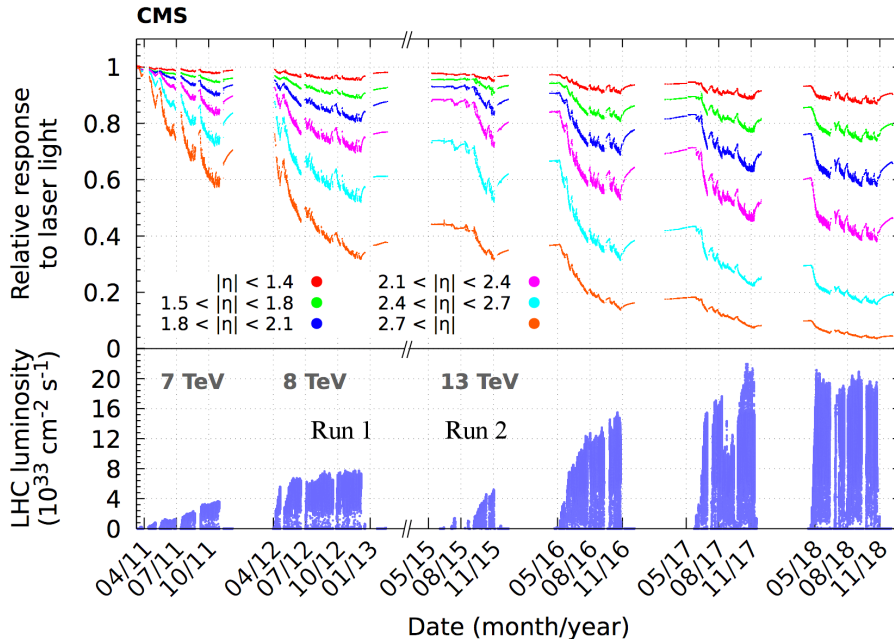 CMS
Relative response
to laser light
1
0.8
0.6
0.4
0.2
0
|η| < 1.4
1.5 < |η| < 1.8
1.8 < |η| < 2.1
2.1 < |η| < 2.4
2.4 < |η| < 2.7
2.7 < |η|
LHC luminosity
(10³³ cm⁻² s⁻¹)
20
16
12
8
4
0
7 TeV 8 TeV 13 TeV
Run 1 Run 2
04/11 07/11 10/11 04/12 07/12 10/12 01/13 05/15 08/15 11/15 05/16 08/16 11/16 05/17 08/17 11/17 05/18 08/18 11/18
Date (month/year)